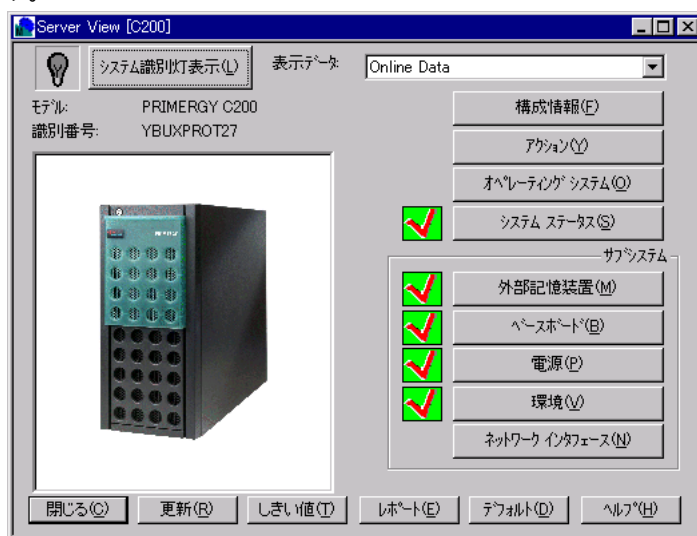 Server View [C200]
システム識別灯表示(L)
表示データ:
Online Data
モデル:
PRIMERGY C200
識別番号:
YBUXPROT27
構成情報(F)
アクション(Y)
オペレーティング システム(O)
システム ステータス(S)
サブシステム
外部記憶装置(M)
ベースボード(B)
電源(P)
環境(V)
ネットワーク インタフェース(N)
閉じる(C)
更新(R)
しきい値(T)
レポート(E)
デフォルト(D)
ヘルプ(H)